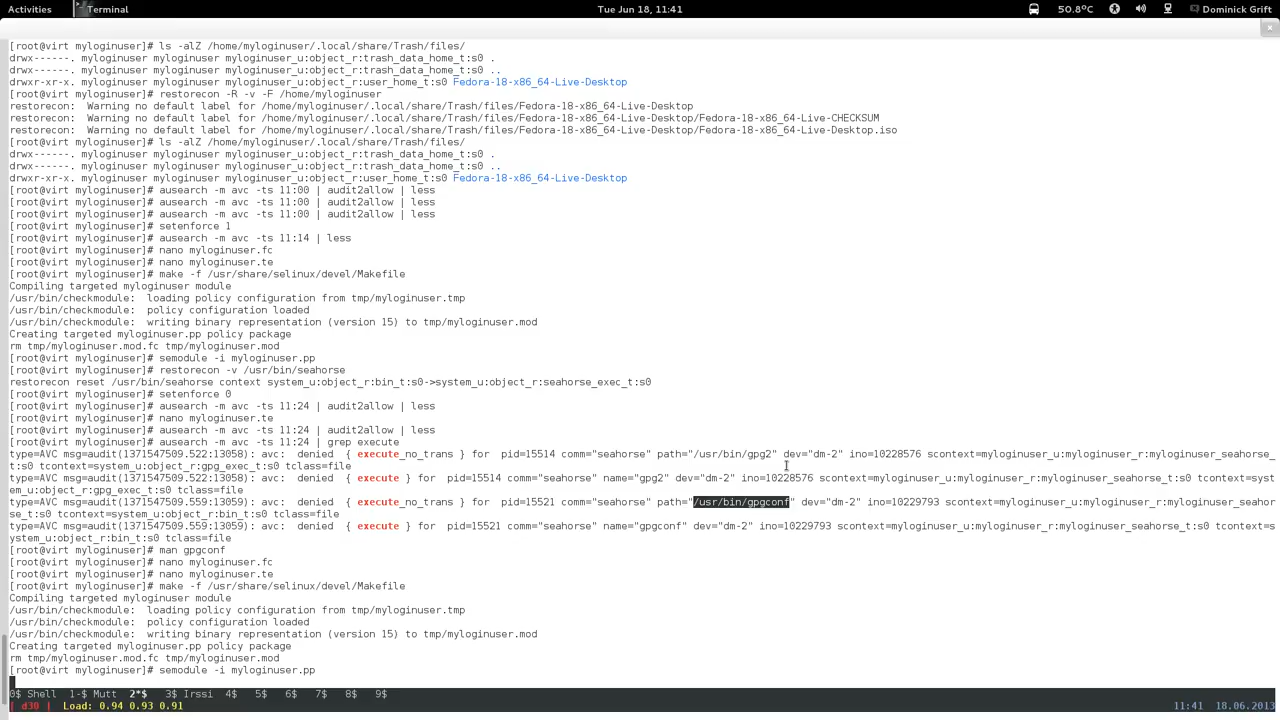 Activities Terminal Tue Jun 18, 11:41 50.8°C Dominick Grift
[root@virt myloginuser]# ls -alZ /home/myloginuser/.local/share/Trash/files/
drwx------. myloginuser myloginuser myloginuser_u:object_r:trash_data_home_t:s0 .
drwx------. myloginuser myloginuser myloginuser_u:object_r:trash_data_home_t:s0 ..
drwxr-xr-x. myloginuser myloginuser myloginuser_u:object_r:user_home_t:s0 Fedora-18-x86_64-Live-Desktop
[root@virt myloginuser]# restorecon -R -v -F /home/myloginuser
restorecon:  Warning no default label for /home/myloginuser/.local/share/Trash/files/Fedora-18-x86_64-Live-Desktop
restorecon:  Warning no default label for /home/myloginuser/.local/share/Trash/files/Fedora-18-x86_64-Live-Desktop/Fedora-18-x86_64-Live-CHECKSUM
restorecon:  Warning no default label for /home/myloginuser/.local/share/Trash/files/Fedora-18-x86_64-Live-Desktop/Fedora-18-x86_64-Live-Desktop.iso
[root@virt myloginuser]# ls -alZ /home/myloginuser/.local/share/Trash/files/
drwx------. myloginuser myloginuser myloginuser_u:object_r:trash_data_home_t:s0 .
drwx------. myloginuser myloginuser myloginuser_u:object_r:trash_data_home_t:s0 ..
drwxr-xr-x. myloginuser myloginuser myloginuser_u:object_r:user_home_t:s0 Fedora-18-x86_64-Live-Desktop
[root@virt myloginuser]# ausearch -m avc -ts 11:00 | audit2allow | less
[root@virt myloginuser]# ausearch -m avc -ts 11:00 | audit2allow | less
[root@virt myloginuser]# ausearch -m avc -ts 11:00 | audit2allow | less
[root@virt myloginuser]# setenforce 1
[root@virt myloginuser]# ausearch -m avc -ts 11:14 | less
[root@virt myloginuser]# nano myloginuser.fc
[root@virt myloginuser]# nano myloginuser.te
[root@virt myloginuser]# make -f /usr/share/selinux/devel/Makefile
Compiling targeted myloginuser module
/usr/bin/checkmodule:  loading policy configuration from tmp/myloginuser.tmp
/usr/bin/checkmodule:  policy configuration loaded
/usr/bin/checkmodule:  writing binary representation (version 15) to tmp/myloginuser.mod
Creating targeted myloginuser.pp policy package
rm tmp/myloginuser.mod.fc tmp/myloginuser.mod
[root@virt myloginuser]# semodule -i myloginuser.pp
[root@virt myloginuser]# restorecon -v /usr/bin/seahorse
restorecon reset /usr/bin/seahorse context system_u:object_r:bin_t:s0->system_u:object_r:seahorse_exec_t:s0
[root@virt myloginuser]# setenforce 0
[root@virt myloginuser]# ausearch -m avc -ts 11:24 | audit2allow | less
[root@virt myloginuser]# nano myloginuser.te
[root@virt myloginuser]# ausearch -m avc -ts 11:24 | audit2allow | less
[root@virt myloginuser]# ausearch -m avc -ts 11:24 | grep execute
type=AVC msg=audit(1371547509.522:13058): avc:  denied  { execute_no_trans } for  pid=15514 comm="seahorse" path="/usr/bin/gpg2" dev="dm-2" ino=10228576 scontext=myloginuser_u:myloginuser_r:myloginuser_seahorse_
t:s0 tcontext=system_u:object_r:gpg_exec_t:s0 tclass=file
type=AVC msg=audit(1371547509.522:13058): avc:  denied  { execute } for  pid=15514 comm="seahorse" name="gpg2" dev="dm-2" ino=10228576 scontext=myloginuser_u:myloginuser_r:myloginuser_seahorse_t:s0 tcontext=syst
em_u:object_r:gpg_exec_t:s0 tclass=file
type=AVC msg=audit(1371547509.559:13059): avc:  denied  { execute_no_trans } for  pid=15521 comm="seahorse" path="/usr/bin/gpgconf" dev="dm-2" ino=10229793 scontext=myloginuser_u:myloginuser_r:myloginuser_seahor
se_t:s0 tcontext=system_u:object_r:bin_t:s0 tclass=file
type=AVC msg=audit(1371547509.559:13059): avc:  denied  { execute } for  pid=15521 comm="seahorse" name="gpgconf" dev="dm-2" ino=10229793 scontext=myloginuser_u:myloginuser_r:myloginuser_seahorse_t:s0 tcontext=s
ystem_u:object_r:bin_t:s0 tclass=file
[root@virt myloginuser]# man gpgconf
[root@virt myloginuser]# nano myloginuser.fc
[root@virt myloginuser]# nano myloginuser.te
[root@virt myloginuser]# make -f /usr/share/selinux/devel/Makefile
Compiling targeted myloginuser module
/usr/bin/checkmodule:  loading policy configuration from tmp/myloginuser.tmp
/usr/bin/checkmodule:  policy configuration loaded
/usr/bin/checkmodule:  writing binary representation (version 15) to tmp/myloginuser.mod
Creating targeted myloginuser.pp policy package
rm tmp/myloginuser.mod.fc tmp/myloginuser.mod
[root@virt myloginuser]# semodule -i myloginuser.pp
0$ Shell  1-$ Mutt  2*$  3$ Irssi  4$  5$  6$  7$  8$  9$
| d30 |  Load: 0.94 0.93 0.91 11:41 18.06.2013